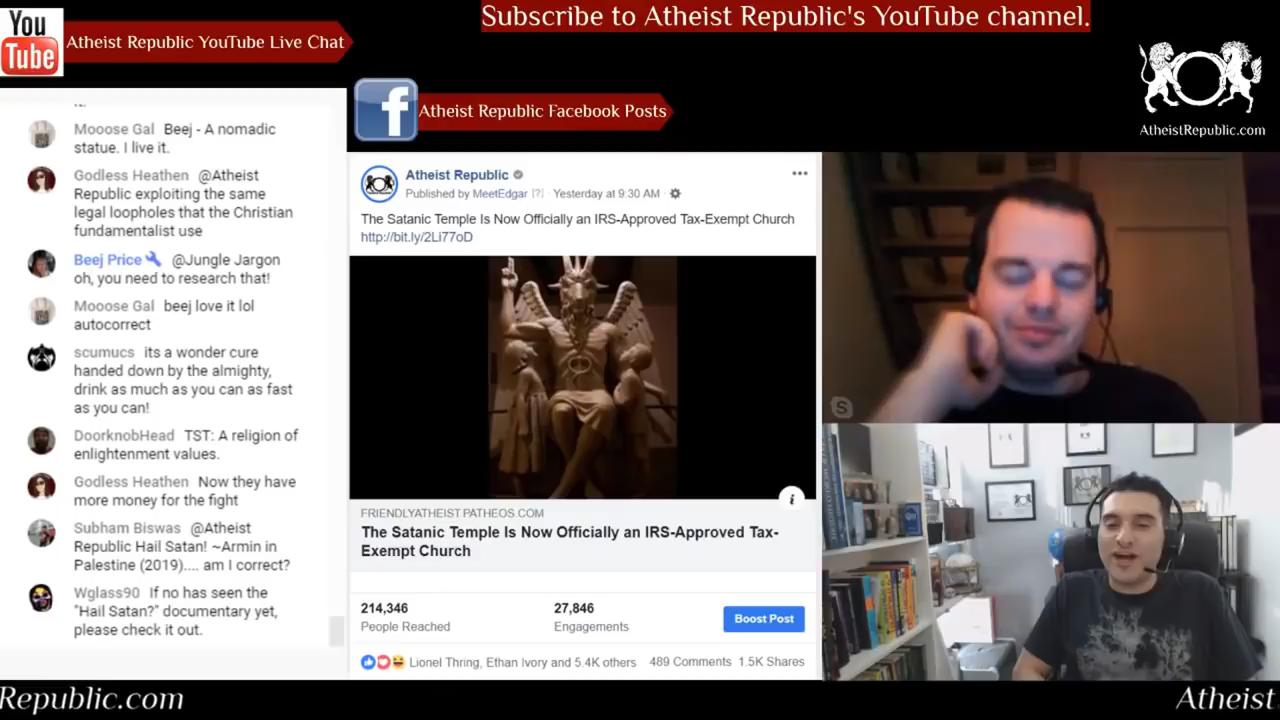 Subscribe to Atheist Republic's YouTube channel.
You
Tube
Atheist Republic YouTube Live Chat
f
Atheist Republic Facebook Posts
AtheistRepublic.com
Mooose Gal Beej - A nomadic
statue. I live it.
Godless Heathen @Atheist
Republic exploiting the same
legal loopholes that the Christian
fundamentalist use
Beej Price @Jungle Jargon
oh, you need to research that!
Mooose Gal beej love it lol
autocorrect
scumucs its a wonder cure
handed down by the almighty,
drink as much as you can as fast
as you can!
DoorknobHead TST: A religion of
enlightenment values.
Godless Heathen Now they have
more money for the fight
Subham Biswas @Atheist
Republic Hail Satan! ~Armin in
Palestine (2019).... am I correct?
Wglass90 If no has seen the
"Hail Satan?" documentary yet,
please check it out.
Atheist Republic
Published by MeetEdgar [?] · Yesterday at 9:30 AM ·
The Satanic Temple Is Now Officially an IRS-Approved Tax-Exempt Church
http://bit.ly/2Li77oD
i
FRIENDLYATHEIST.PATHEOS.COM
The Satanic Temple Is Now Officially an IRS-Approved Tax-
Exempt Church
214,346
People Reached
27,846
Engagements
Boost Post
Lionel Thring, Ethan Ivory and 5.4K others 489 Comments 1.5K Shares
Republic.com
Atheist